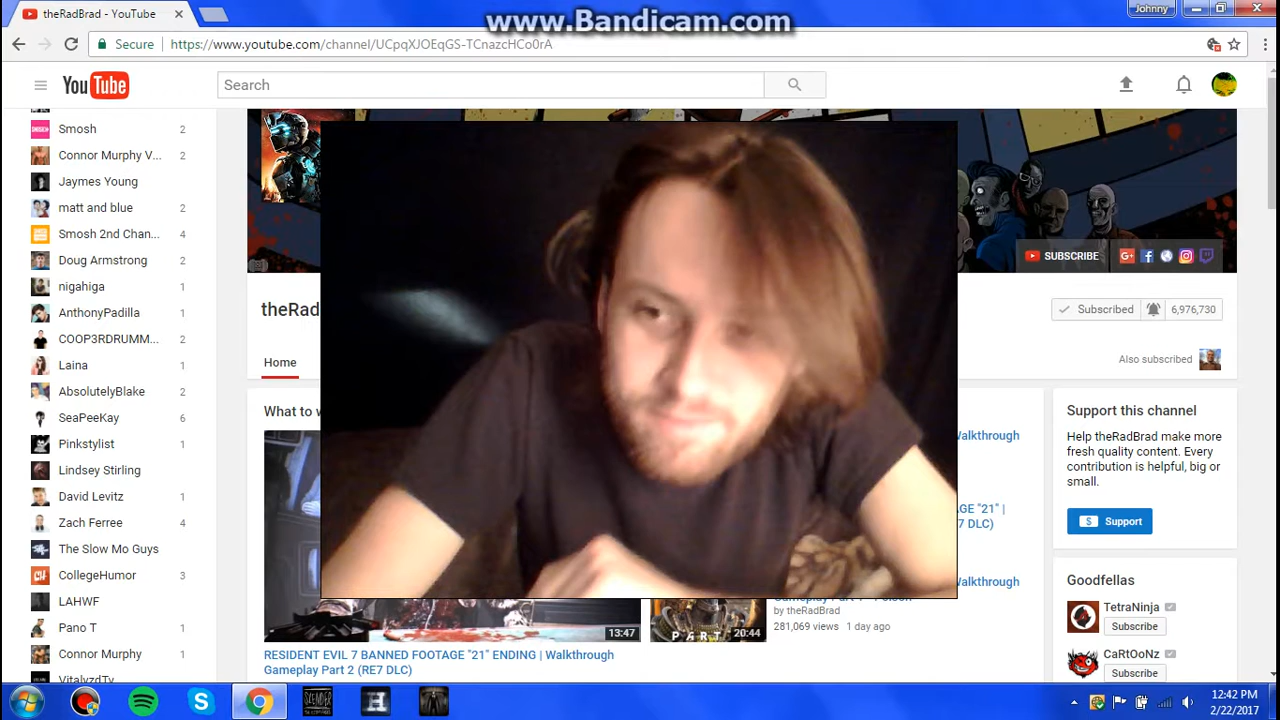 theRadBrad - YouTube
www.Bandicam.com
Johnny
Secure
https://www.youtube.com/channel/UCpqXJOEqGS-TCnazcHCo0rA
YouTube
Search
Smosh 2
Connor Murphy V... 2
Jaymes Young
matt and blue 2
Smosh 2nd Chan... 4
Doug Armstrong 2
nigahiga 1
AnthonyPadilla 1
COOP3RDRUMM... 2
Laina 1
AbsolutelyBlake 2
SeaPeeKay 6
Pinkstylist 1
Lindsey Stirling
David Levitz 1
Zach Ferree 4
The Slow Mo Guys
CollegeHumor 3
LAHWF
Pano T 1
Connor Murphy 1
VitalyzdTv
SUBSCRIBE
theRad
Subscribed 6,976,730
Home
Also subscribed
What to w
Walkthrough
AGE "21" |
E7 DLC)
Walkthrough
by theRadBrad
281,069 views 1 day ago
13:47
PART
20:44
RESIDENT EVIL 7 BANNED FOOTAGE "21" ENDING | Walkthrough
Gameplay Part 2 (RE7 DLC)
Support this channel
Help theRadBrad make more
fresh quality content. Every
contribution is helpful, big or
small.
Support
Goodfellas
TetraNinja
Subscribe
CaRtOoNz
Subscribe
SLENDER
12:42 PM
2/22/2017